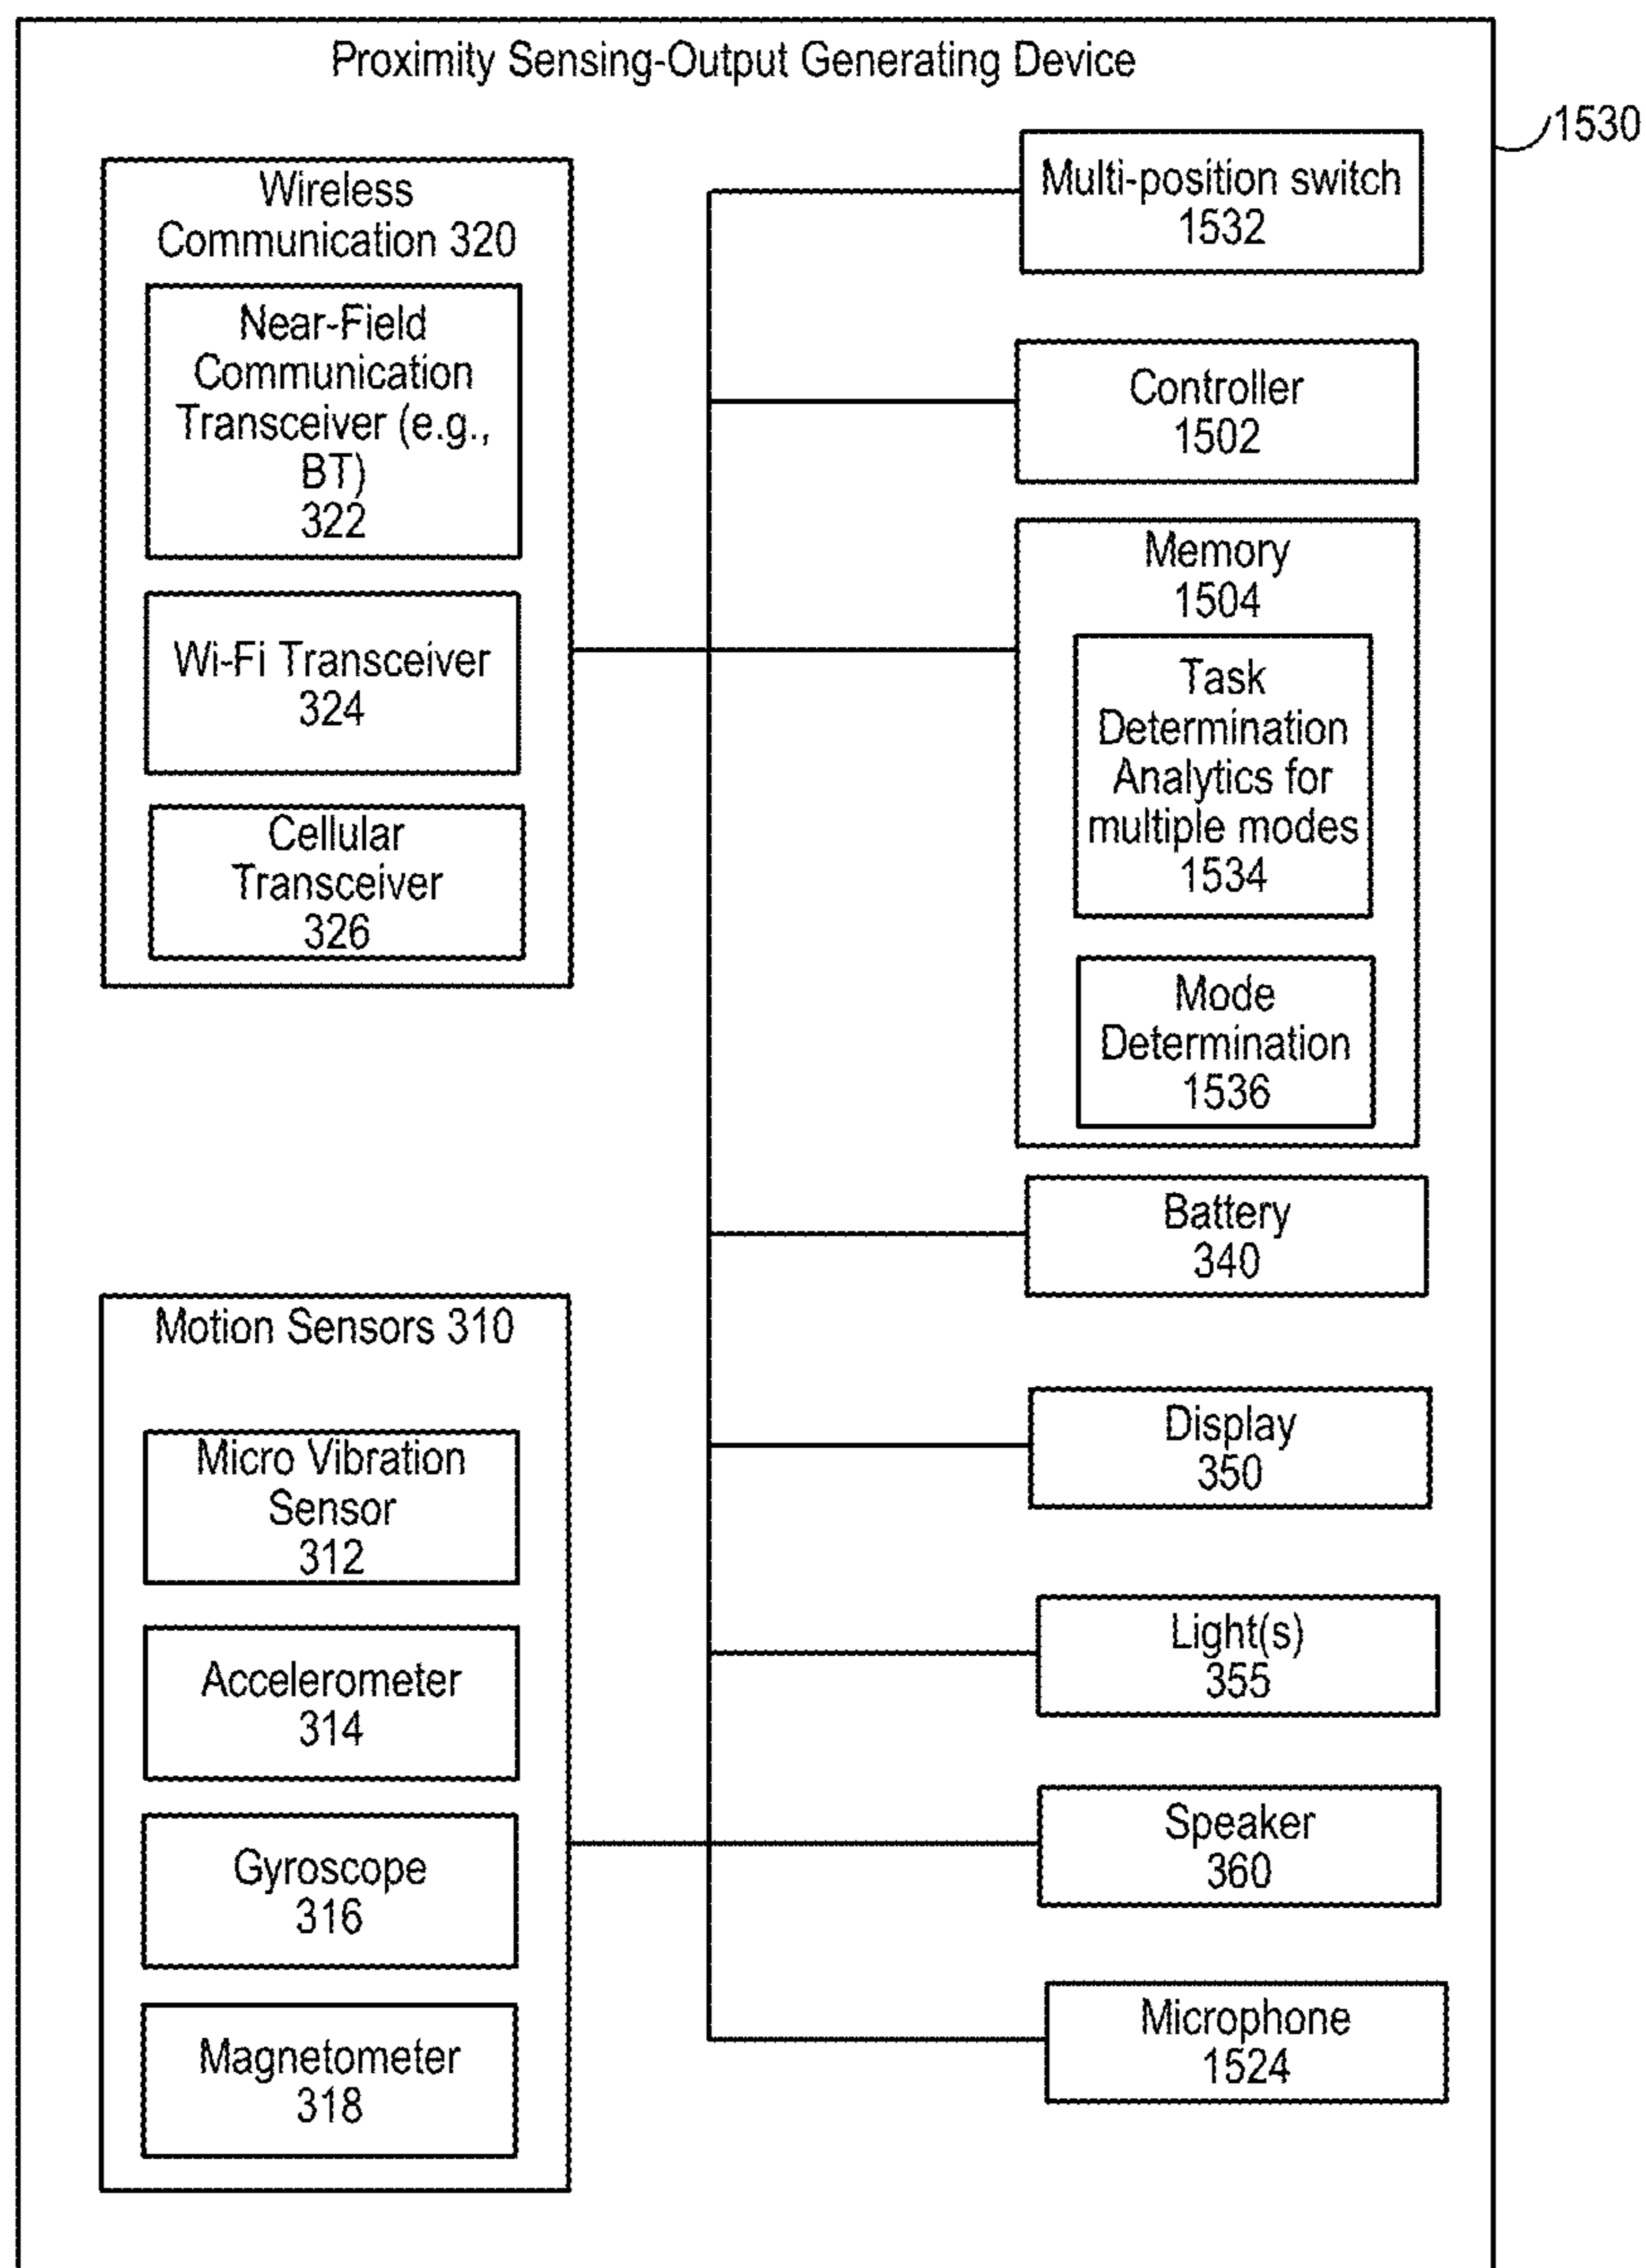 Proximity Sensing-Output Generating Device
1530
Wireless
Communication 320
Near-Field
Communication
Transceiver (e.g.,
BT)
322
Wi-Fi Transceiver
324
Cellular
Transceiver
326
Motion Sensors 310
Micro Vibration
Sensor
312
Accelerometer
314
Gyroscope
316
Magnetometer
318
Multi-position switch
1532
Controller
1502
Memory
1504
Task
Determination
Analytics for
multiple modes
1534
Mode
Determination
1536
Battery
340
Display
350
Light(s)
355
Speaker
360
Microphone
1524